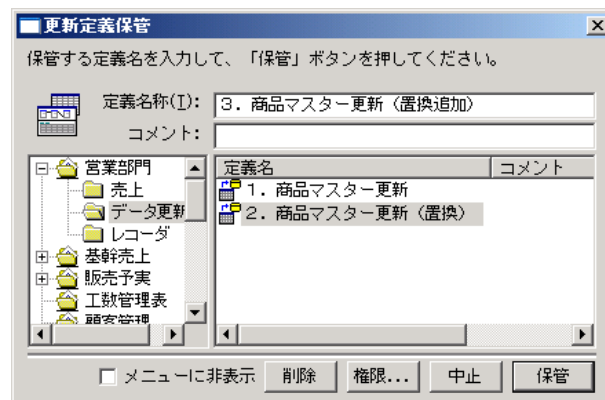 更新定義保管
保管する定義名を入力して、「保管」ボタンを押してください。
定義名称(I): 3．商品マスター更新（置換追加）
コメント:
営業部門
売上
データ更新
レコーダ
基幹売上
販売予実
工数管理表
顧客管理
定義名 コメント
1．商品マスター更新
2．商品マスター更新（置換）
メニューに非表示 削除 権限... 中止 保管